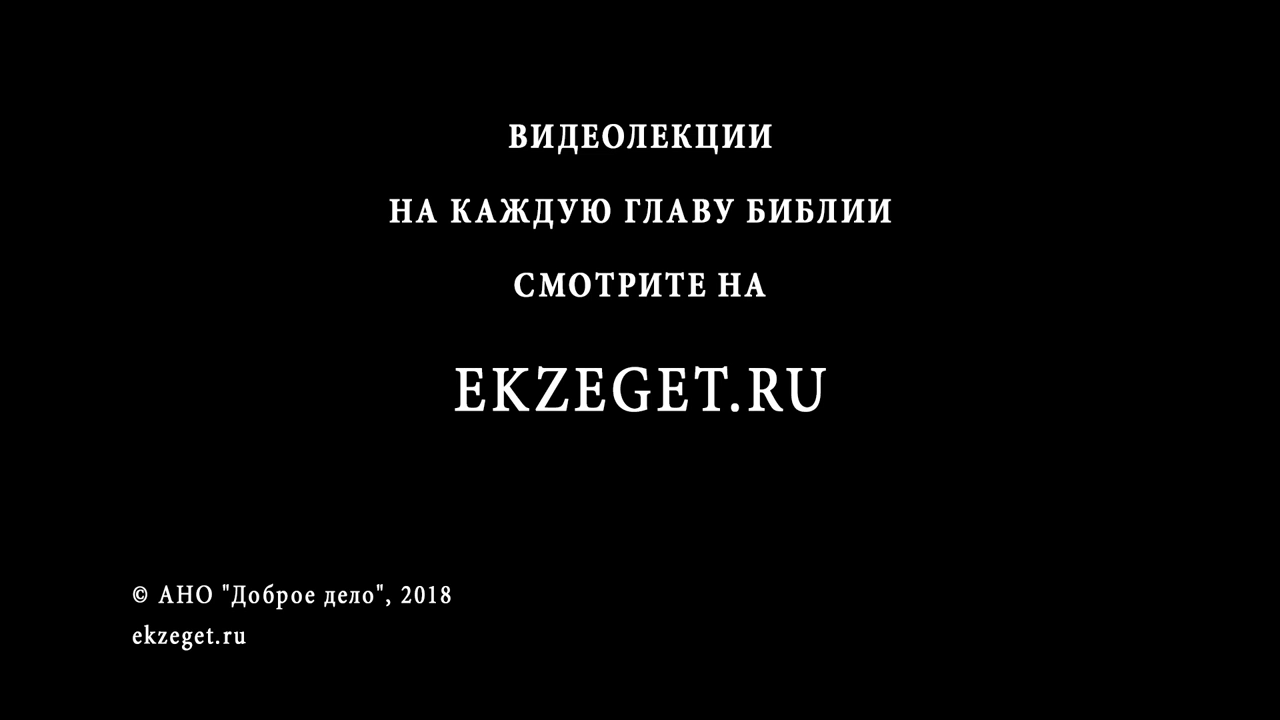 ВИДЕОЛЕКЦИИ
НА КАЖДУЮ ГЛАВУ БИБЛИИ
СМОТРИТЕ НА
EKZEGET.RU
© АНО "Доброе дело", 2018
ekzeget.ru